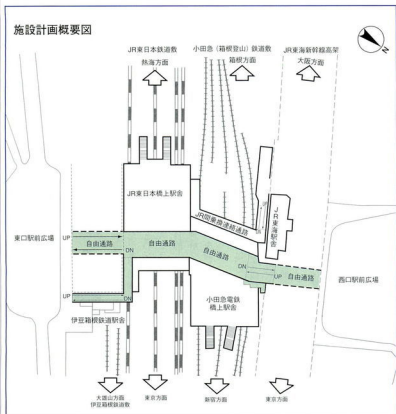 施設計画概要図
N
JR東日本鉄道敷
熱海方面
小田急（箱根登山）鉄道敷
箱根方面
JR東海新幹線高架
大阪方面
JR東日本橋上駅舎
JR間乗換連絡通路
JR東海駅舎
東口駅前広場
UP
DN
自由通路
自由通路
自由通路
DN
UP
自由通路
西口駅前広場
UP
DN
伊豆箱根鉄道駅舎
小田急電鉄
橋上駅舎
大雄山方面
伊豆箱根鉄道敷
東京方面
新宿方面
東京方面